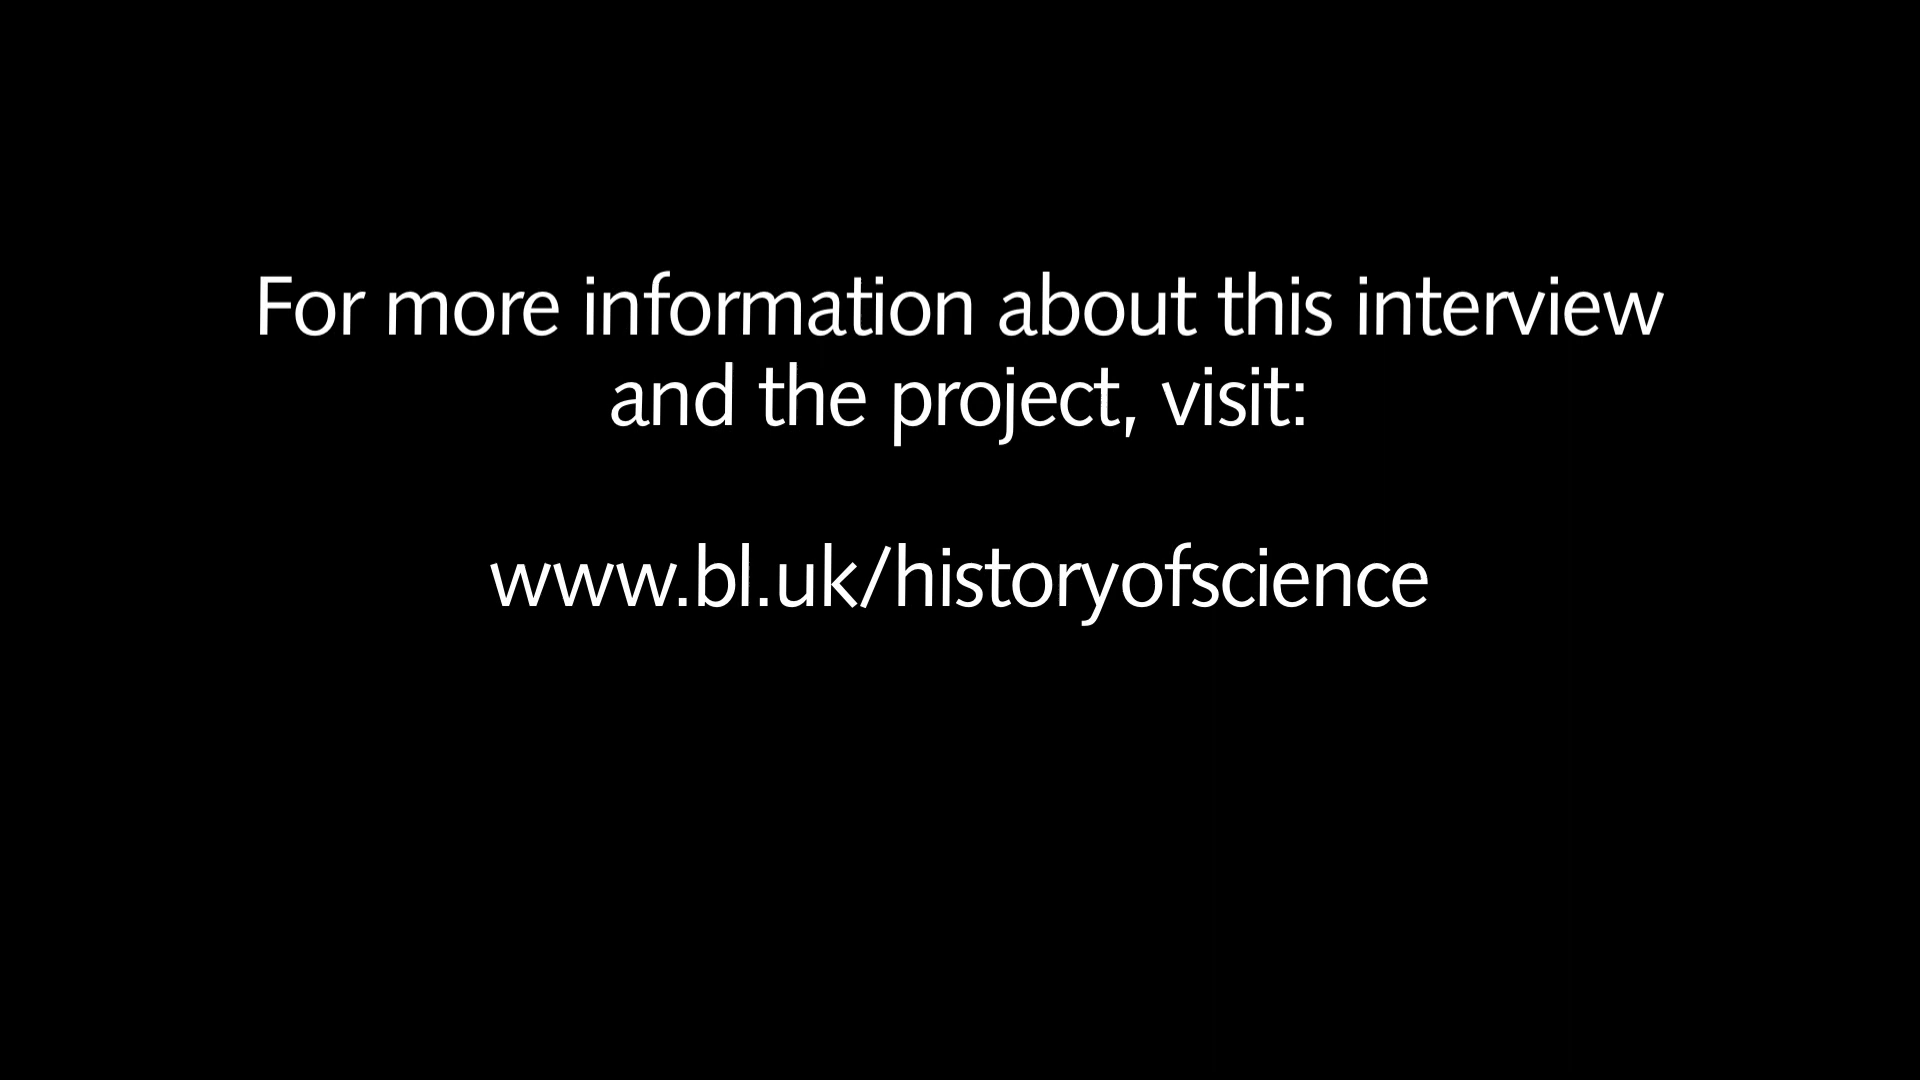 For more information about this interview
and the project, visit:
www.bl.uk/historyofscience